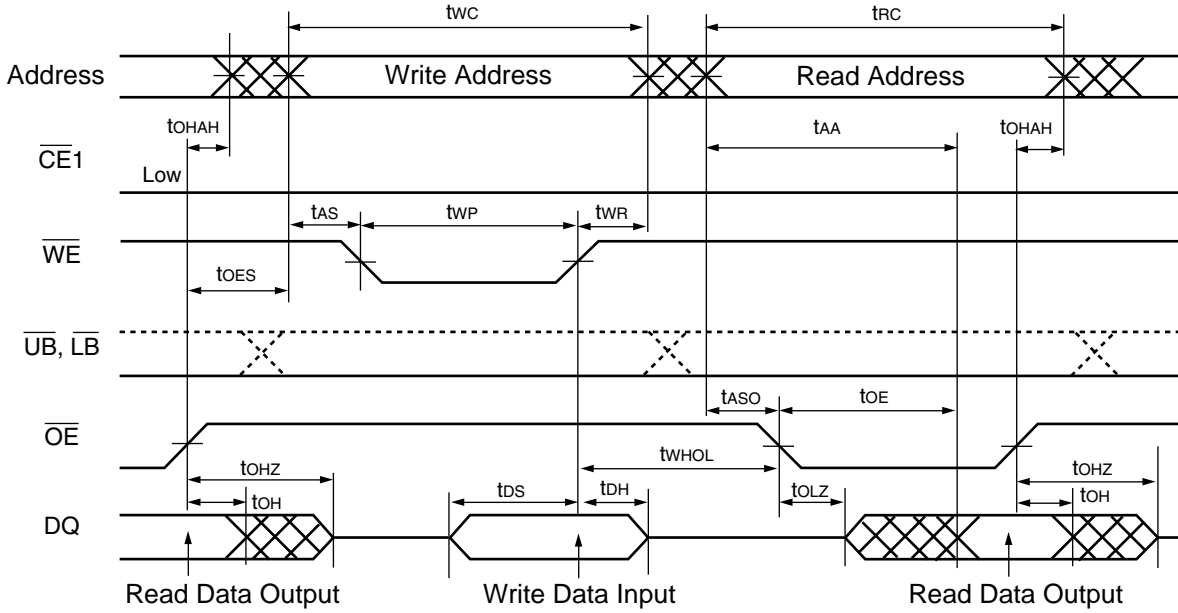 tWC tRC
Address Write Address Read Address
tOHAH tAA tOHAH
CE1
Low
tAS tWP tWR
WE
tOES
UB, LB
tASO tOE
OE
tWHOL
tOHZ tOHZ
tDS tDH tOLZ
tOH tOH
DQ
Read Data Output Write Data Input Read Data Output